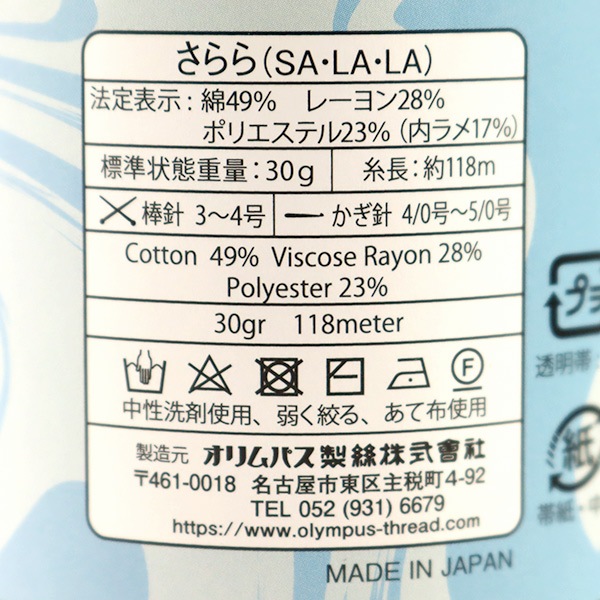 さらら(SA・LA・LA)
法定表示：綿49%　レーヨン28%
ポリエステル23%（内ラメ17%）
標準状態重量：30g　糸長：約118m
棒針 3～4号　かぎ針 4/0号～5/0号
Cotton 49% Viscose Rayon 28%
Polyester 23%
30gr 118meter
F
中性洗剤使用、弱く絞る、あて布使用
製造元 オリムパス製絲株式會社
〒461-0018 名古屋市東区主税町4-92
TEL 052 (931) 6679
https://www.olympus-thread.com
MADE IN JAPAN
プラ
透明帯：
紙
帯紙・中